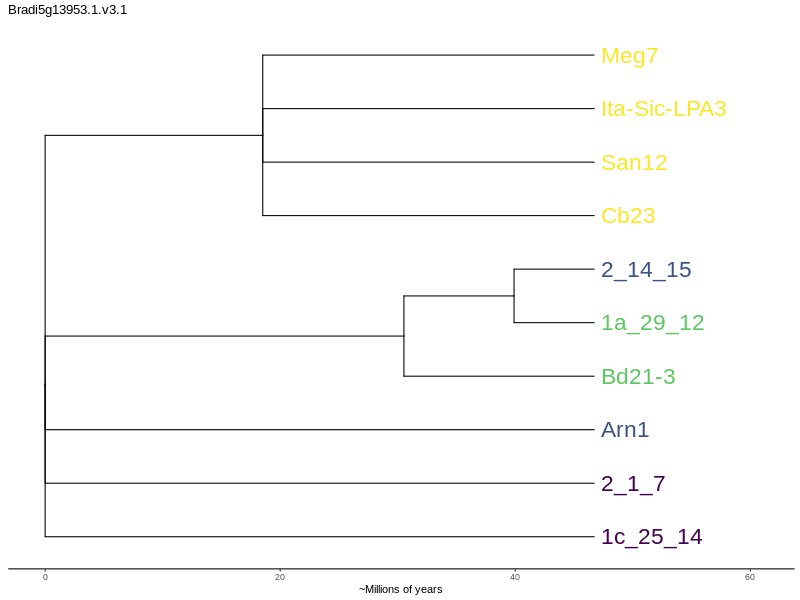 Bradi5g13953.1.v3.1
Meg7
Ita-Sic-LPA3
San12
Cb23
2_14_15
1a_29_12
Bd21-3
Arn1
2_1_7
1c_25_14
0 20 40 60
~Millions of years